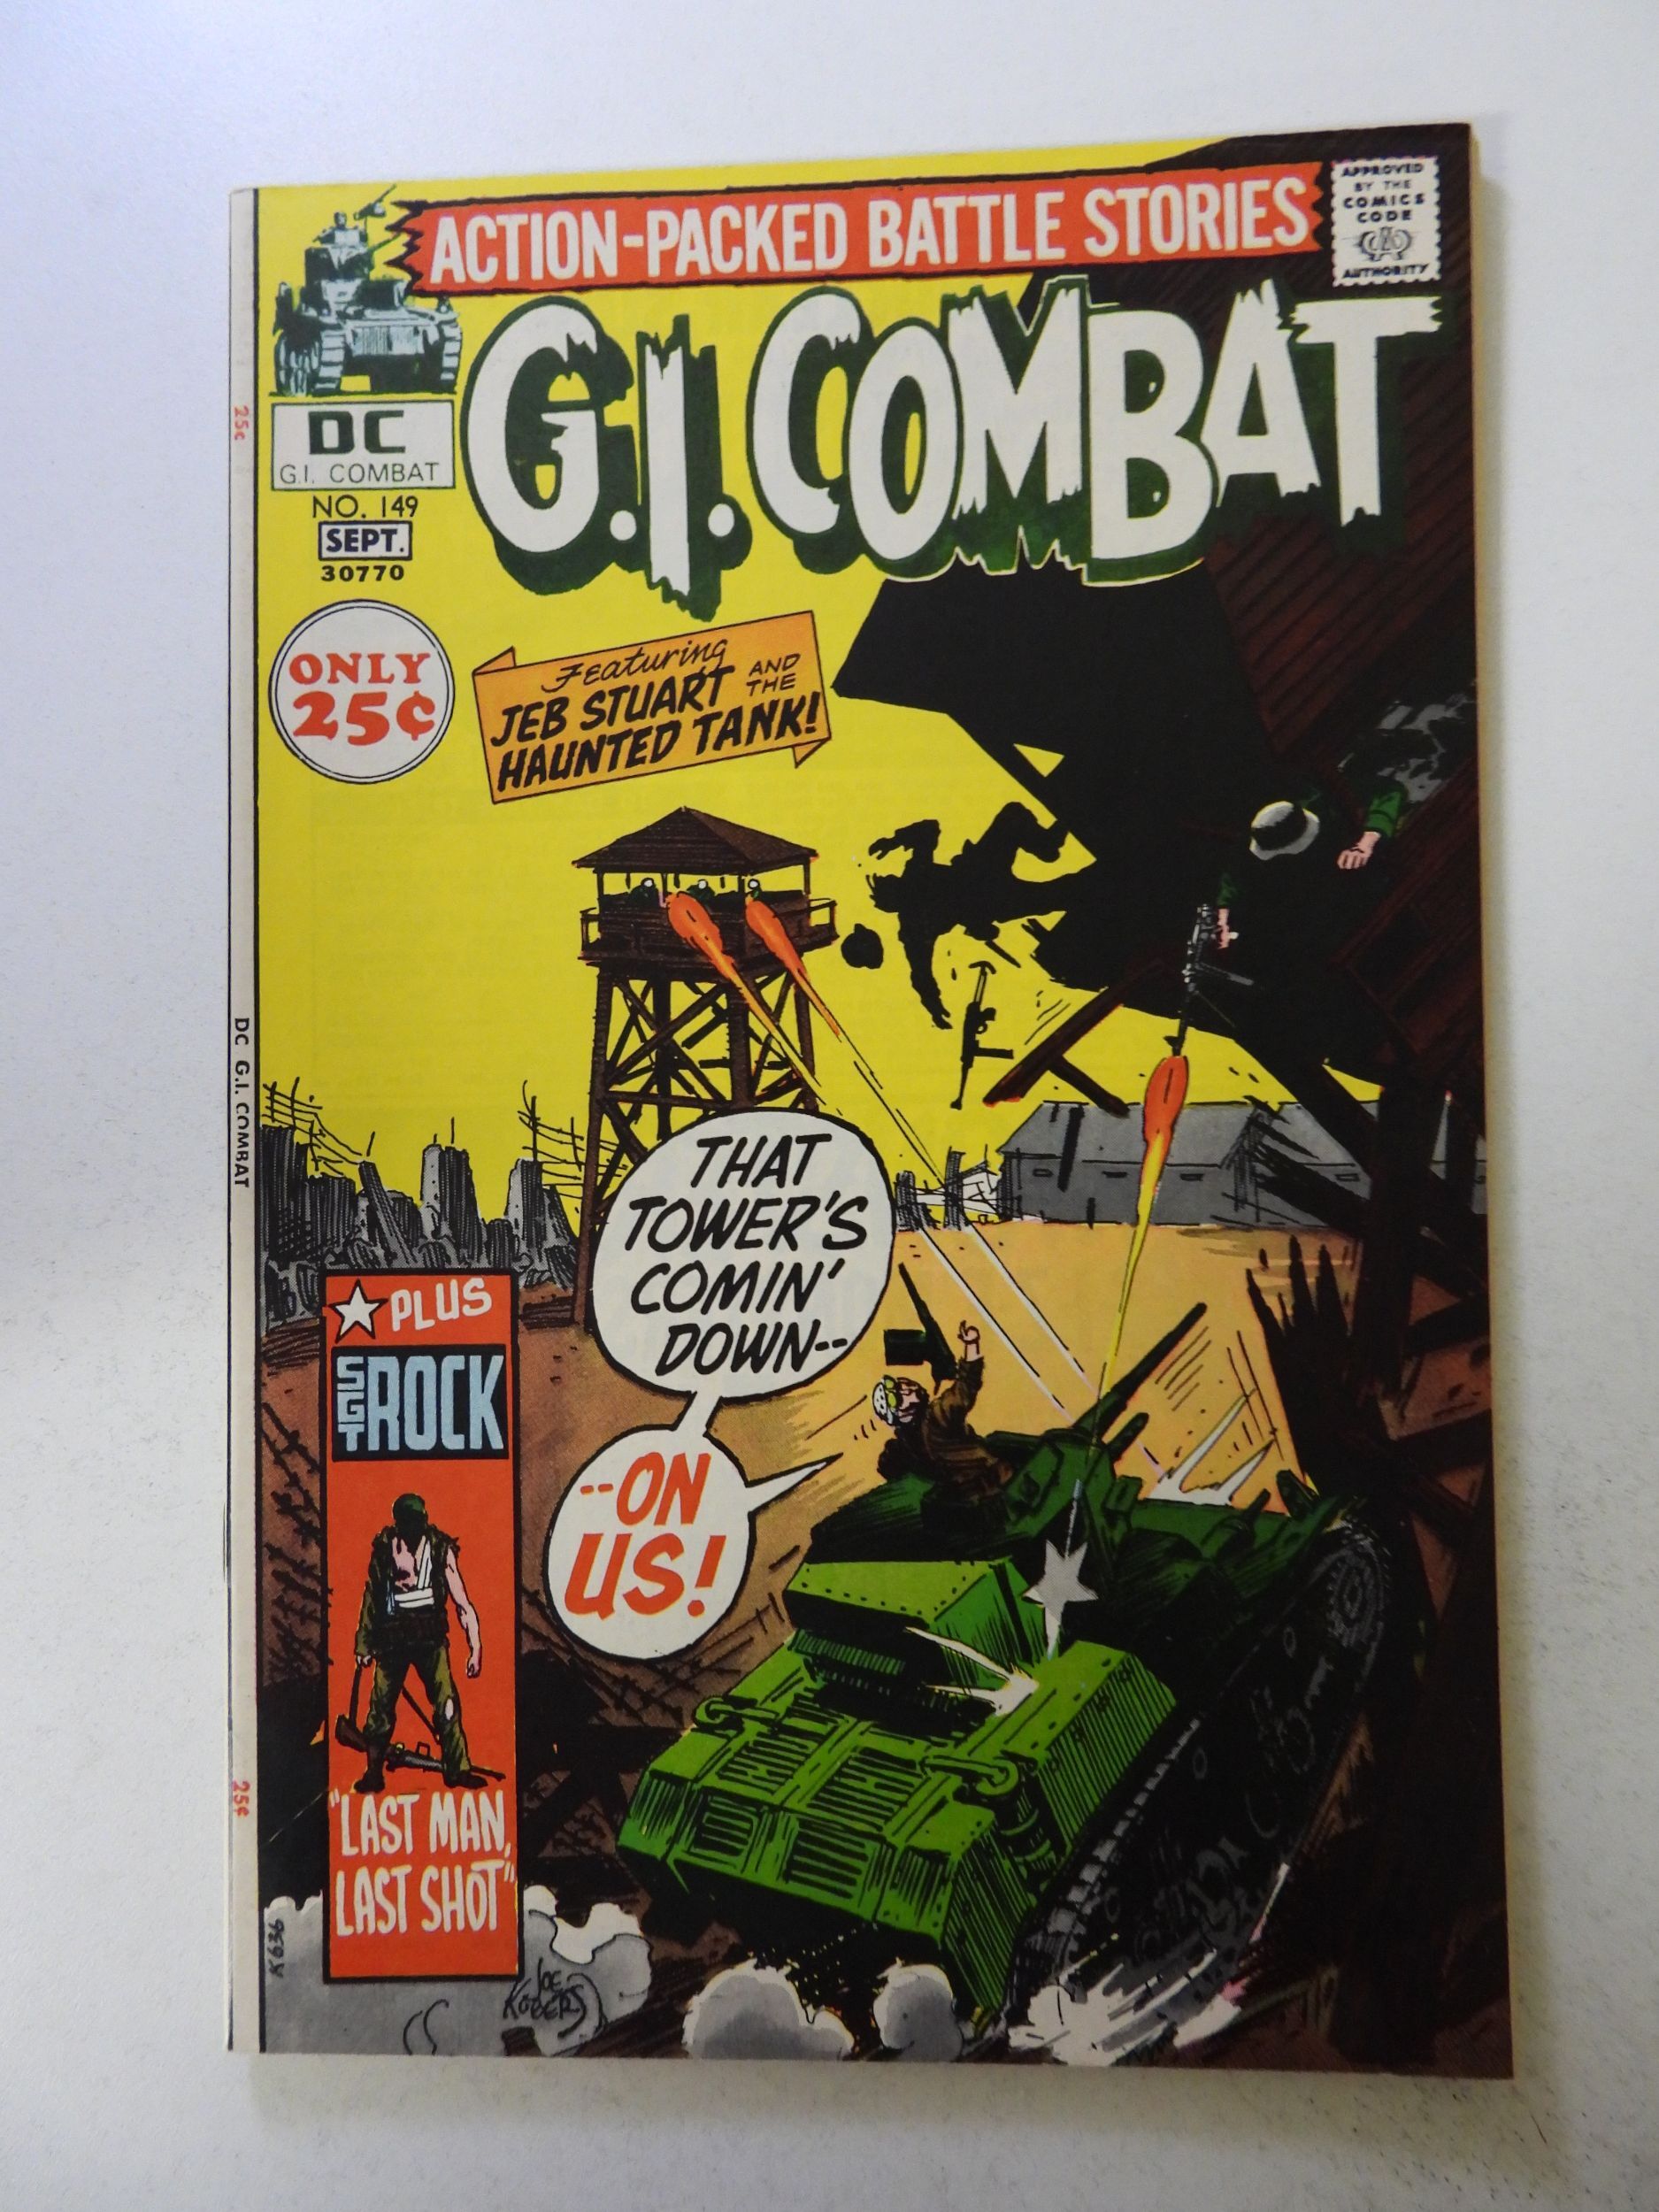 ACTION-PACKED BATTLE STORIES
APPROVED
BY THE
COMICS
CODE
AUTHORITY
G.I. COMBAT
DC
G.I. COMBAT
NO. 149
SEPT.
30770
ONLY
25¢
Featuring
JEB STUART AND THE
HAUNTED TANK!
THAT
TOWER'S
COMIN'
DOWN--
--ON
US!
PLUS
SGT ROCK
"LAST MAN,
LAST SHOT"
K636
JOE
KUBERT
25¢
DC G.I. COMBAT
25¢